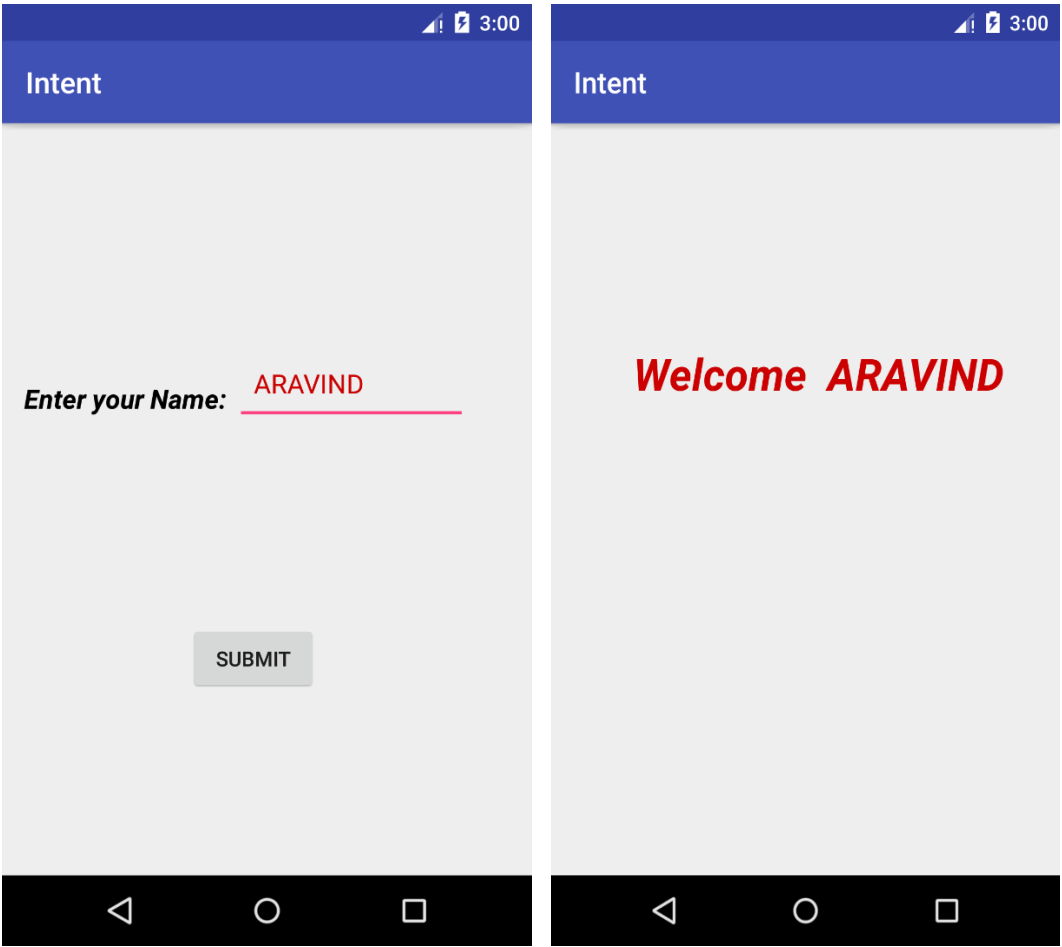 3:00
Intent
Enter your Name: ARAVIND
SUBMIT
3:00
Intent
Welcome ARAVIND